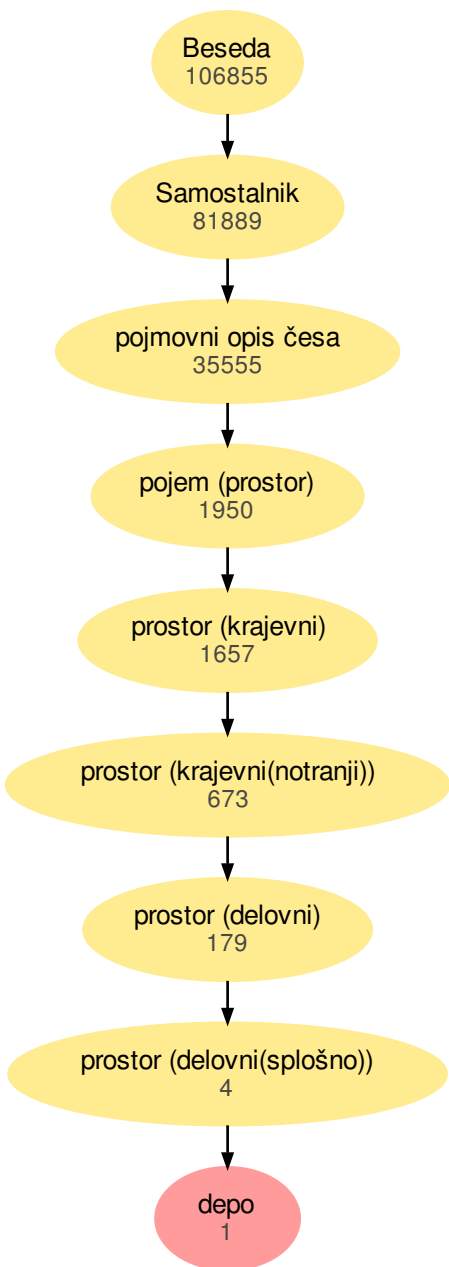 Beseda
106855
Samostalnik
81889
pojmovni opis česa
35555
pojem (prostor)
1950
prostor (krajevni)
1657
prostor (krajevni(notranji))
673
prostor (delovni)
179
prostor (delovni(splošno))
4
depo
1